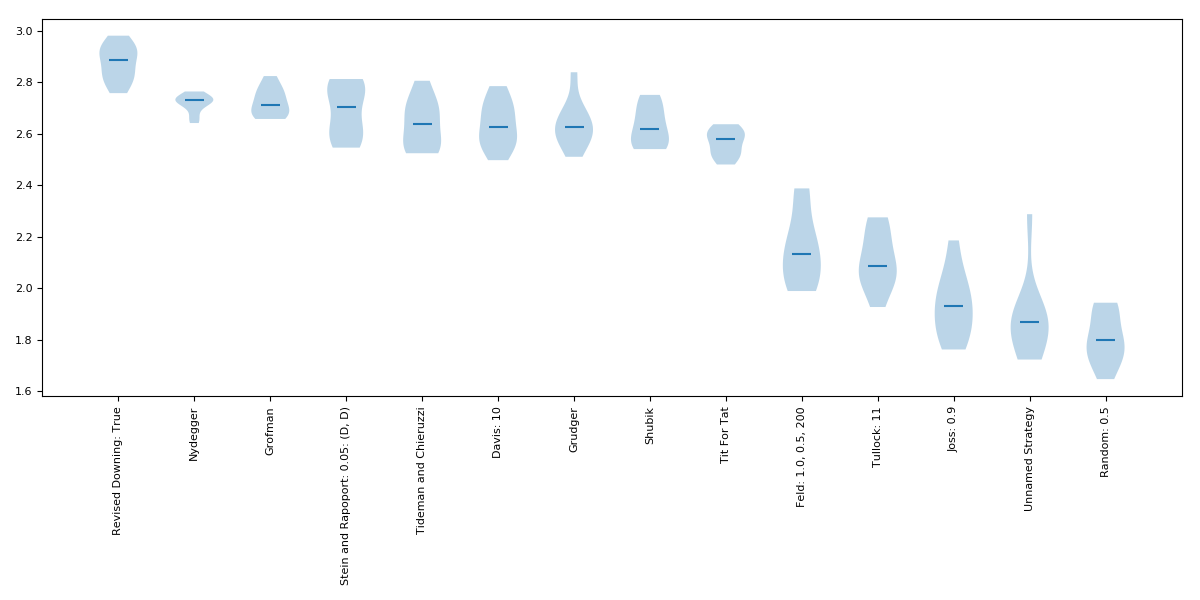 3.0
2.8
2.6
2.4
2.2
2.0
1.8
1.6
Revised Downing: True
Nydegger
Grofman
Stein and Rapoport: 0.05: (D, D)
Tideman and Chieruzzi
Davis: 10
Grudger
Shubik
Tit For Tat
Feld: 1.0, 0.5, 200
Tullock: 11
Joss: 0.9
Unnamed Strategy
Random: 0.5